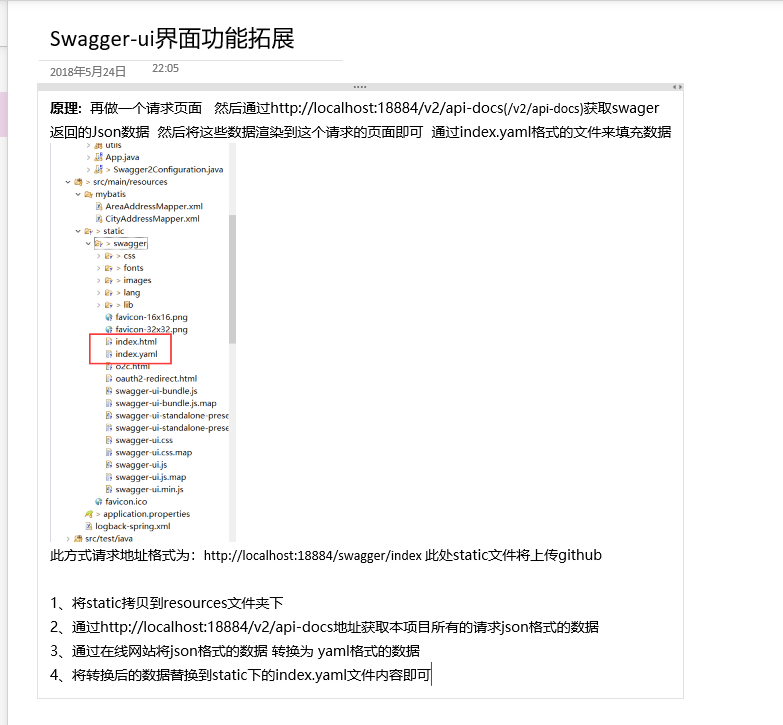 Swagger-ui界面功能拓展
2018年5月24日 22:05
原理：再做一个请求页面 然后通过http://localhost:18884/v2/api-docs(/v2/api-docs)获取swager
返回的Json数据 然后将这些数据渲染到这个请求的页面即可 通过index.yaml格式的文件来填充数据
utils
App.java
> Swagger2Configuration.java
> src/main/resources
mybatis
AreaAddressMapper.xml
CityAddressMapper.xml
> static
> swagger
> css
> fonts
> images
> lang
> lib
favicon-16x16.png
favicon-32x32.png
index.html
index.yaml
o2c.html
oauth2-redirect.html
swagger-ui-bundle.js
swagger-ui-bundle.js.map
swagger-ui-standalone-prese
swagger-ui-standalone-prese
swagger-ui.css
swagger-ui.css.map
swagger-ui.js
swagger-ui.js.map
swagger-ui.min.js
favicon.ico
> application.properties
logback-spring.xml
src/test/java
此方式请求地址格式为：http://localhost:18884/swagger/index 此处static文件将上传github
1、将static拷贝到resources文件夹下
2、通过http://localhost:18884/v2/api-docs地址获取本项目所有的请求json格式的数据
3、通过在线网站将json格式的数据 转换为 yaml格式的数据
4、将转换后的数据替换到static下的index.yaml文件内容即可